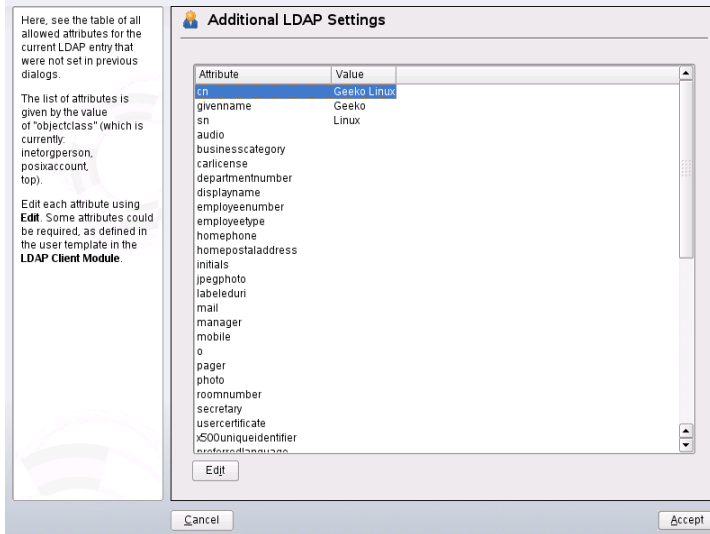 Here, see the table of all
allowed attributes for the
current LDAP entry that
were not set in previous
dialogs.
The list of attributes is
given by the value
of "objectclass" (which is
currently:
inetorgperson,
posixaccount,
top).
Edit each attribute using
Edit. Some attributes could
be required, as defined in
the user template in the
LDAP Client Module.
Additional LDAP Settings
Attribute Value
cn Geeko Linux
givenname Geeko
sn Linux
audio
businesscategory
carlicense
departmentnumber
displayname
employeenumber
employeetype
homephone
homepostaladdress
initials
jpegphoto
labeleduri
mail
manager
mobile
o
pager
photo
roomnumber
secretary
usercertificate
x500uniqueidentifier
preferredlanguage
Edit
Cancel
Accept